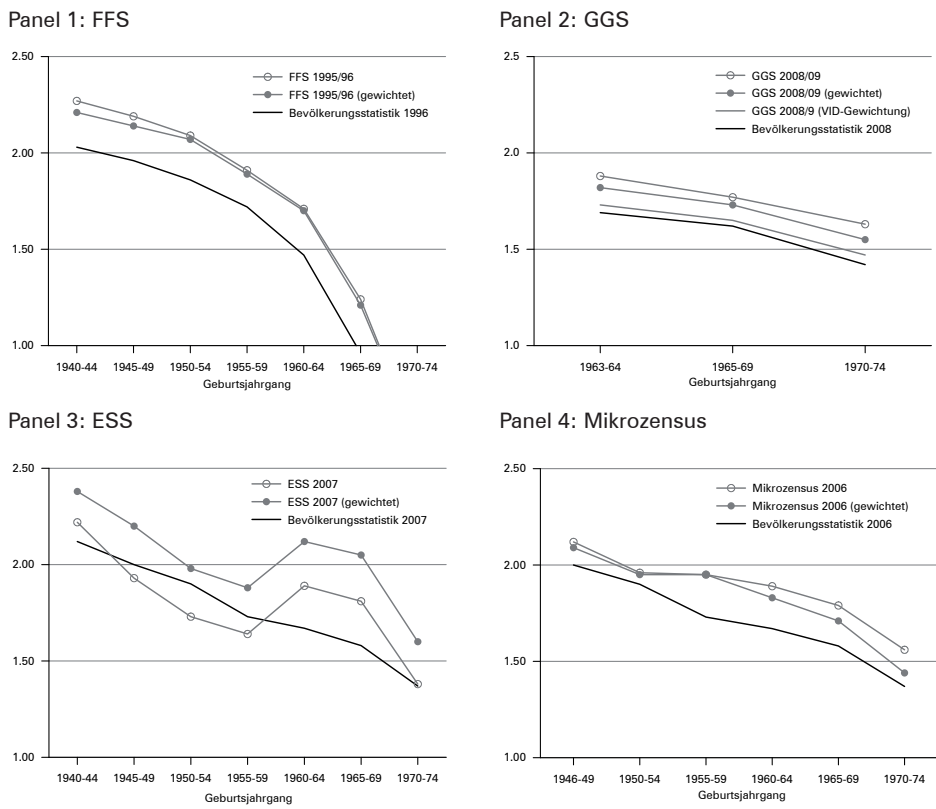 Panel 1: FFS
2.50
2.00
1.50
1.00
FFS 1995/96
FFS 1995/96 (gewichtet)
Bevölkerungsstatistik 1996
1940-44 1945-49 1950-54 1955-59 1960-64 1965-69 1970-74
Geburtsjahrgang
Panel 2: GGS
2.50
2.0
1.5
1.0
GGS 2008/09
GGS 2008/09 (gewichtet)
GGS 2008/9 (VID-Gewichtung)
Bevölkerungsstatistik 2008
1963-64 1965-69 1970-74
Geburtsjahrgang
Panel 3: ESS
2.50
2.00
1.50
1.00
ESS 2007
ESS 2007 (gewichtet)
Bevölkerungsstatistik 2007
1940-44 1945-49 1950-54 1955-59 1960-64 1965-69 1970-74
Geburtsjahrgang
Panel 4: Mikrozensus
2.50
2.00
1.50
1.00
Mikrozensus 2006
Mikrozensus 2006 (gewichtet)
Bevölkerungsstatistik 2006
1946-49 1950-54 1955-59 1960-64 1965-69 1970-74
Geburtsjahrgang